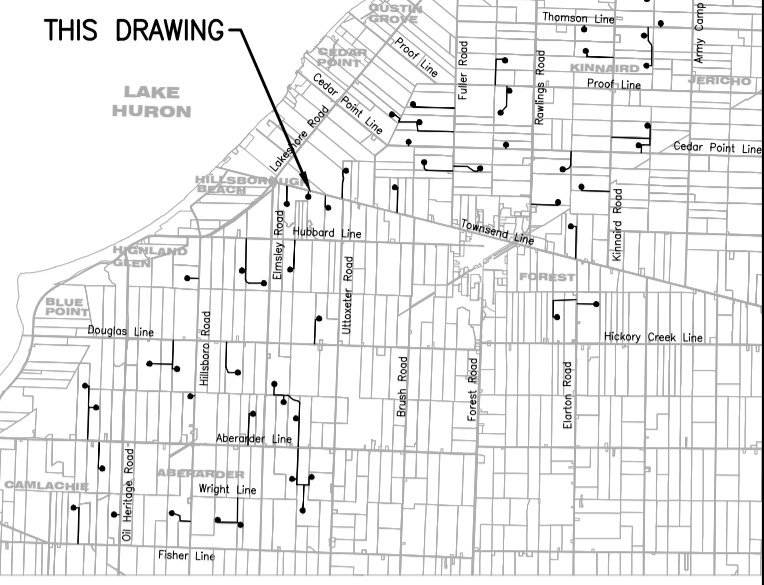 THIS DRAWING
LAKE
HURON
GUSTIN
GROVE
Thomson Line
Army Camp
CEDAR
POINT
Proof Line
Fuller Road
Rawlings Road
KINNAIRD
JERICHO
Proof Line
Cedar Point Line
Lakeshore Road
Cedar Point Line
HILLSBOROUGH
BEACH
Elmsley Road
Hubbard Line
Townsend Line
Kinnaird Road
HIGHLAND
GLEN
Uttoxeter Road
FOREST
BLUE
POINT
Douglas Line
Hillsboro Road
Hickory Creek Line
Brush Road
Forest Road
Elarton Road
Aberarder Line
ABERARDER
Oil Heritage Road
CAMLACHIE
Wright Line
Fisher Line